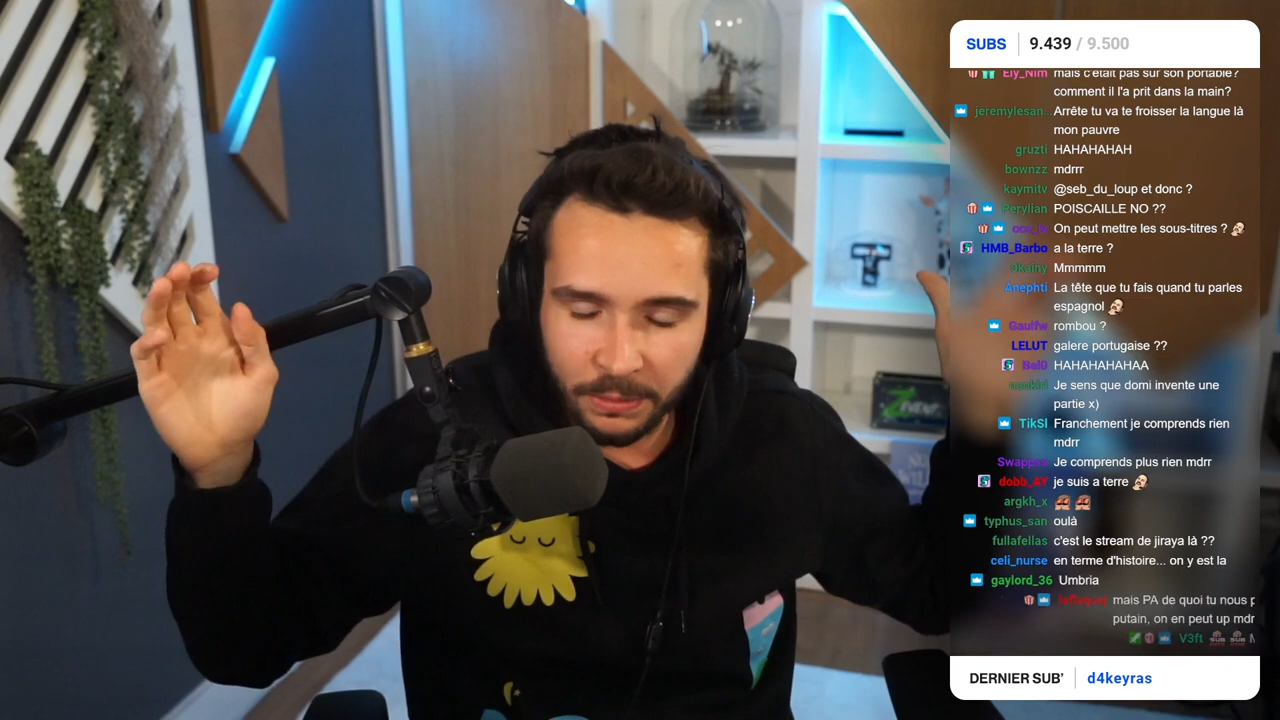 SUBS 9.439 / 9.500
Ely_Nim mais c'était pas sur son portable?
comment il l'a prit dans la main?
jeremylesan... Arrête tu va te froisser la langue là
mon pauvre
gruzti HAHAHAHAH
bownzz mdrr
kaymitv @seb_du_loup et donc ?
Perylian POISCAILLE NO ??
On peut mettre les sous-titres ?
HMB_Barbo a la terre ?
Mmmmm
Anephti La tête que tu fais quand tu parles
espagnol
rombou ?
LELUT galere portugaise ??
HAHAHAHAHAA
Je sens que domi invente une
partie x)
TikSl Franchement je comprends rien
mdrr
Je comprends plus rien mdrr
dobb_AY je suis a terre
argkh_x
typhus_san oulà
fullafellas c'est le stream de jiraya là ??
celi_nurse en terme d'histoire... on y est la
gaylord_36 Umbria
mais PA de quoi tu nous
putain, on en peut up mdr
V3ft
DERNIER SUB' d4keyras